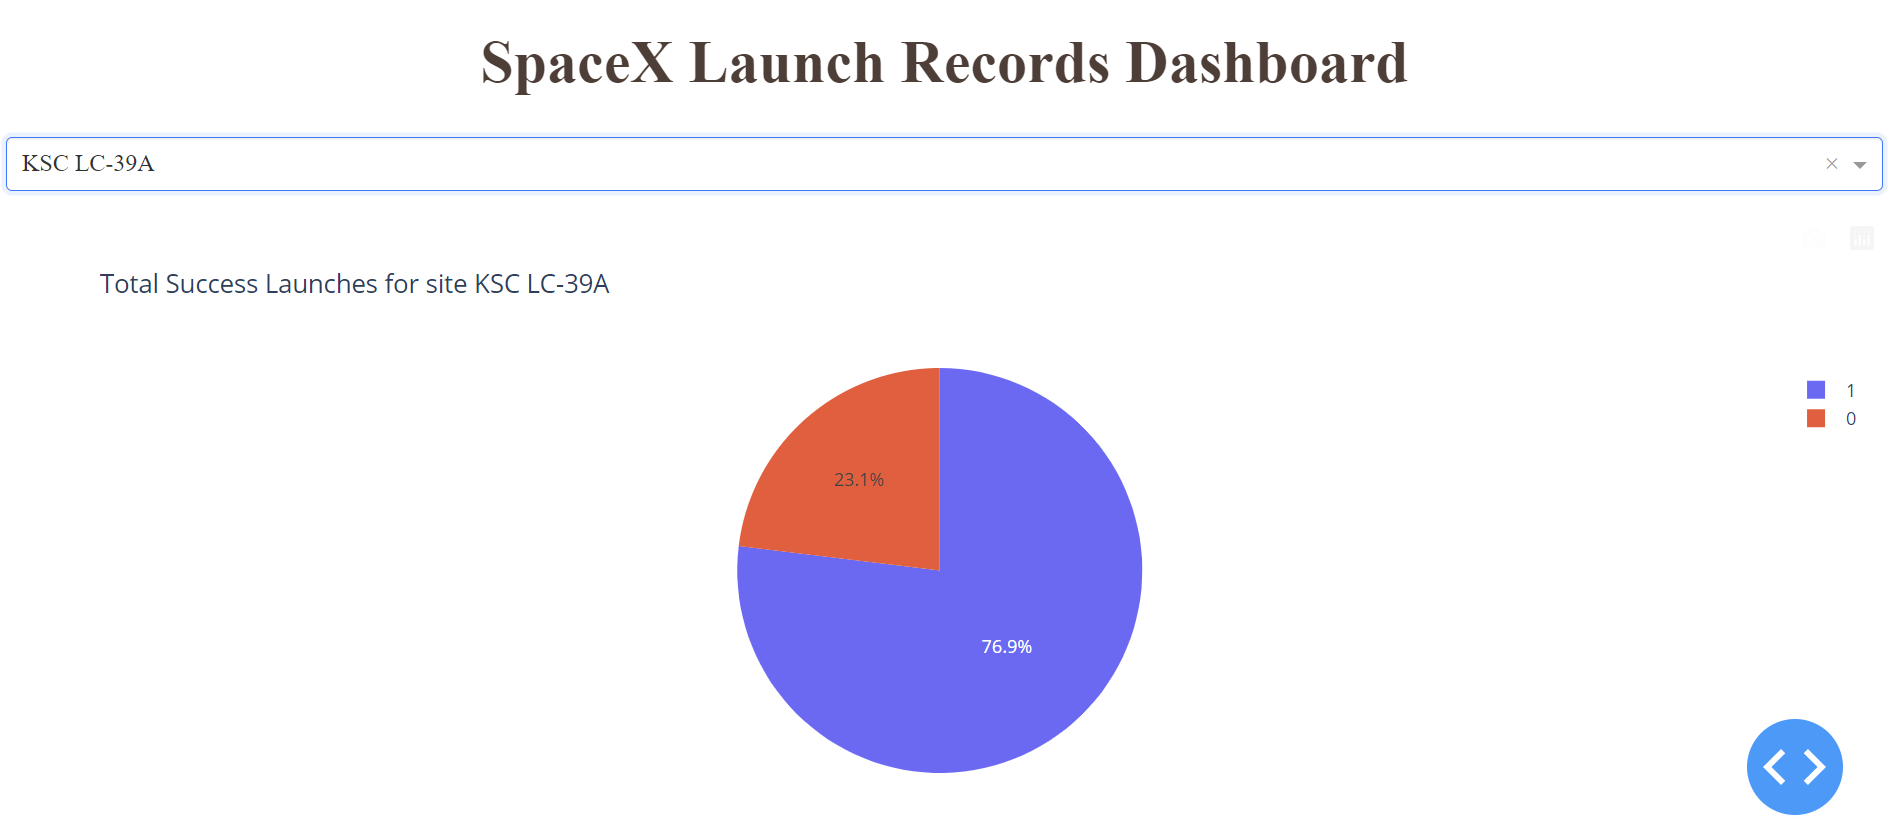 SpaceX Launch Records Dashboard
KSC LC-39A
Total Success Launches for site KSC LC-39A
1
0
23.1%
76.9%